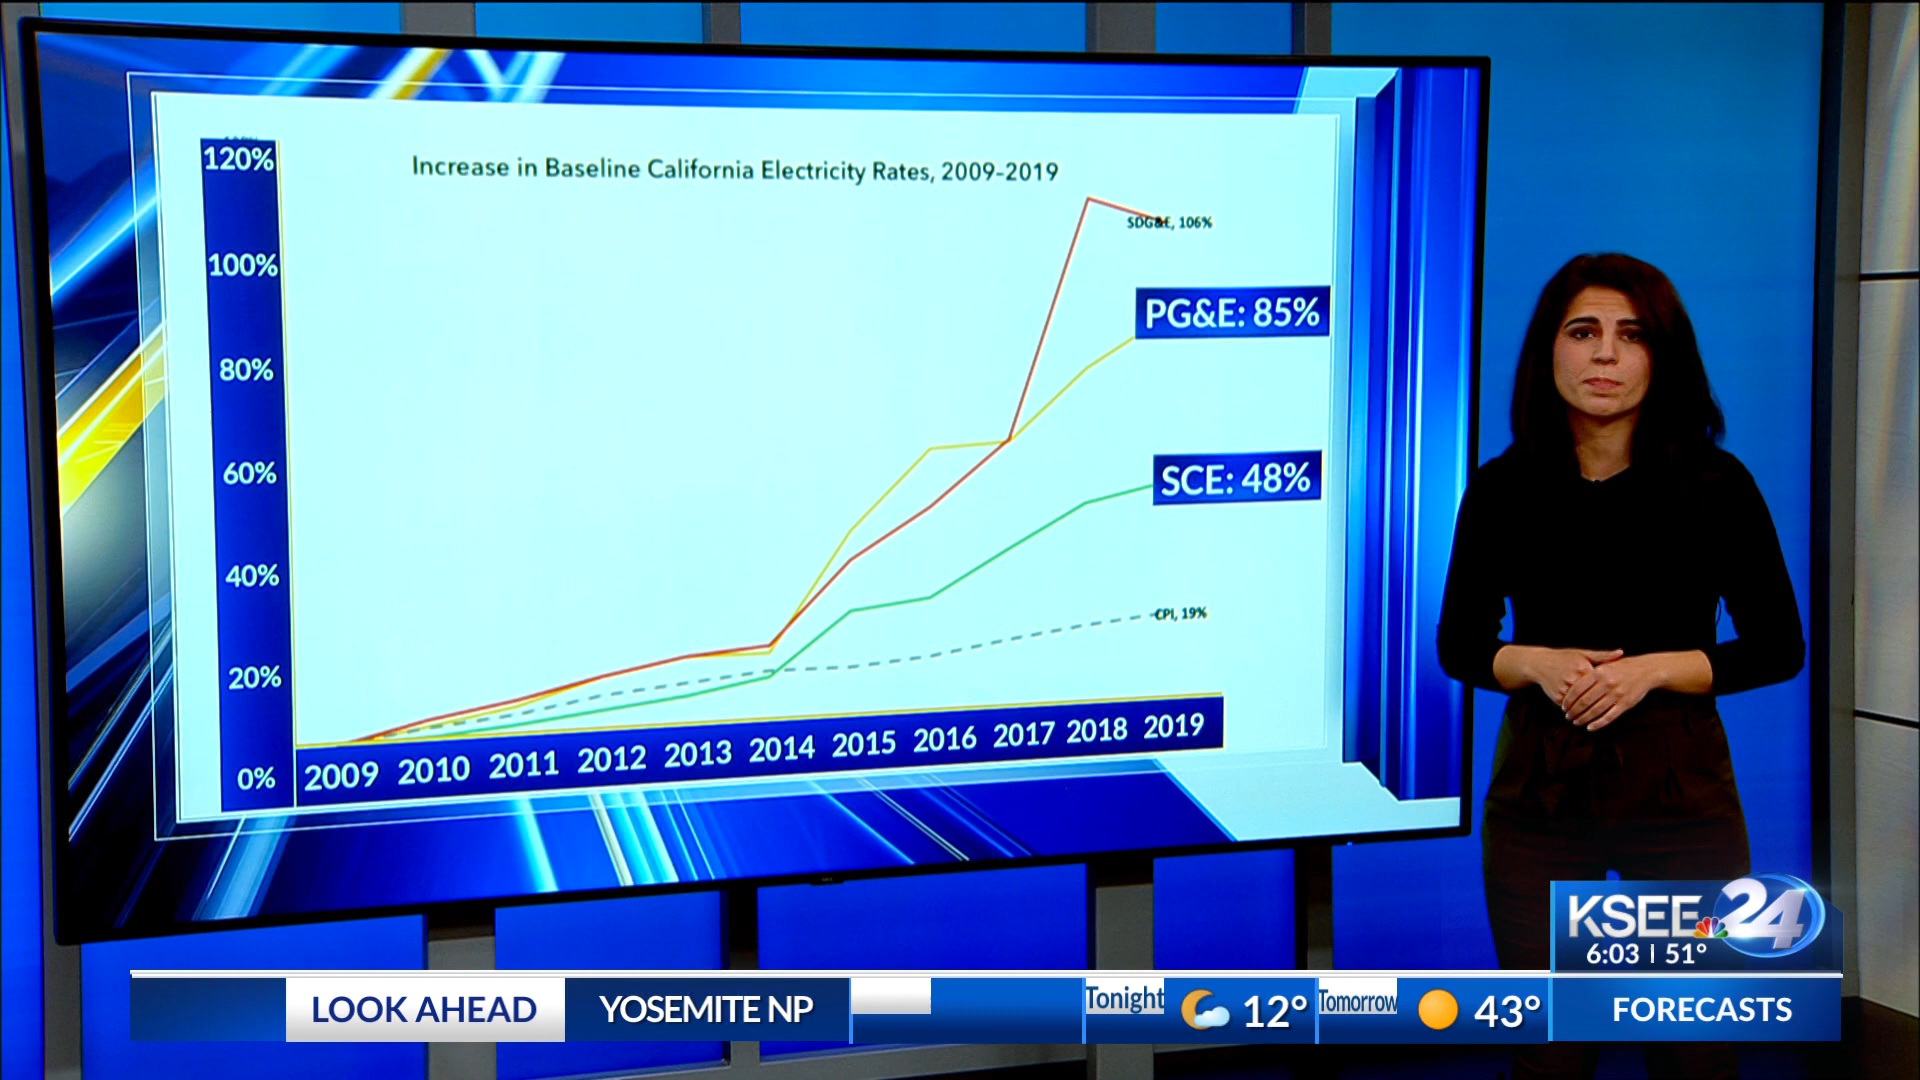 120%
Increase in Baseline California Electricity Rates, 2009-2019
SDG&E, 106%
100%
PG&E: 85%
80%
60%
SCE: 48%
40%
CPI, 19%
20%
0%
2009 2010 2011 2012 2013 2014 2015 2016 2017 2018 2019
KSEE 24
6:03 | 51°
LOOK AHEAD
YOSEMITE NP
Tonight 12°
Tomorrow 43°
FORECASTS